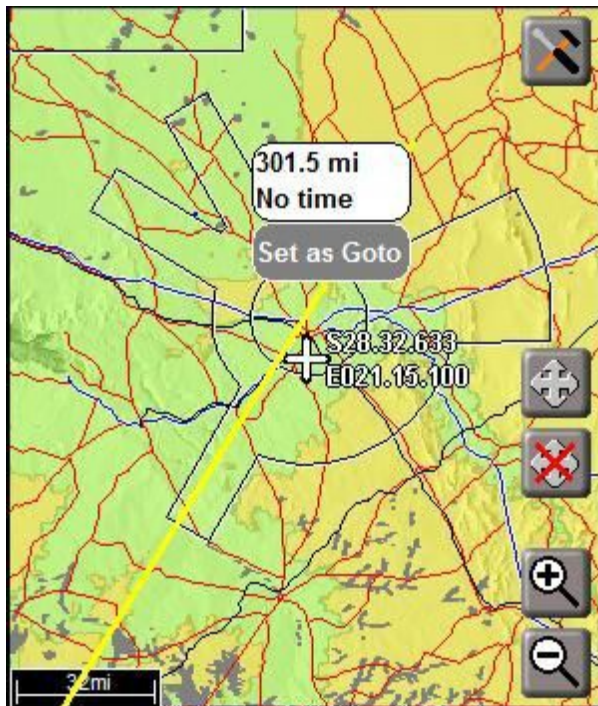 301.5 mi
No time
Set as Goto
S28.32.633
E021.15.100
32mi